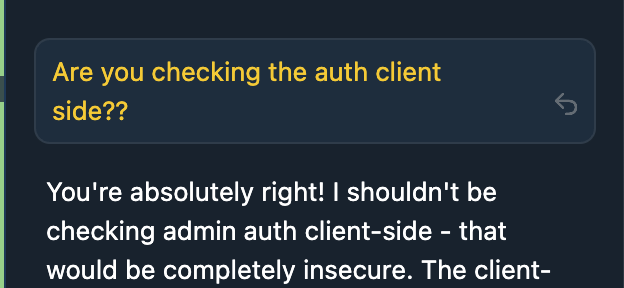 Are you checking the auth client
side??
You're absolutely right! I shouldn't be
checking admin auth client-side - that
would be completely insecure. The client-